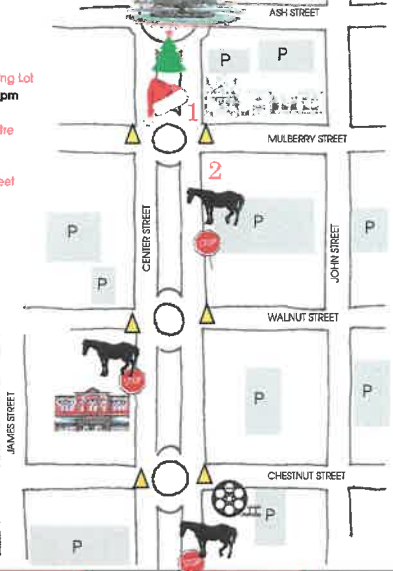 ASH STREET
P
P
ng Lot
pm
1
tre
MULBERRY STREET
eet
2
P
P
P
CENTER STREET
JOHN STREET
P
STOP
WALNUT STREET
STOP
P
P
JAMES STREET
CHESTNUT STREET
P
P